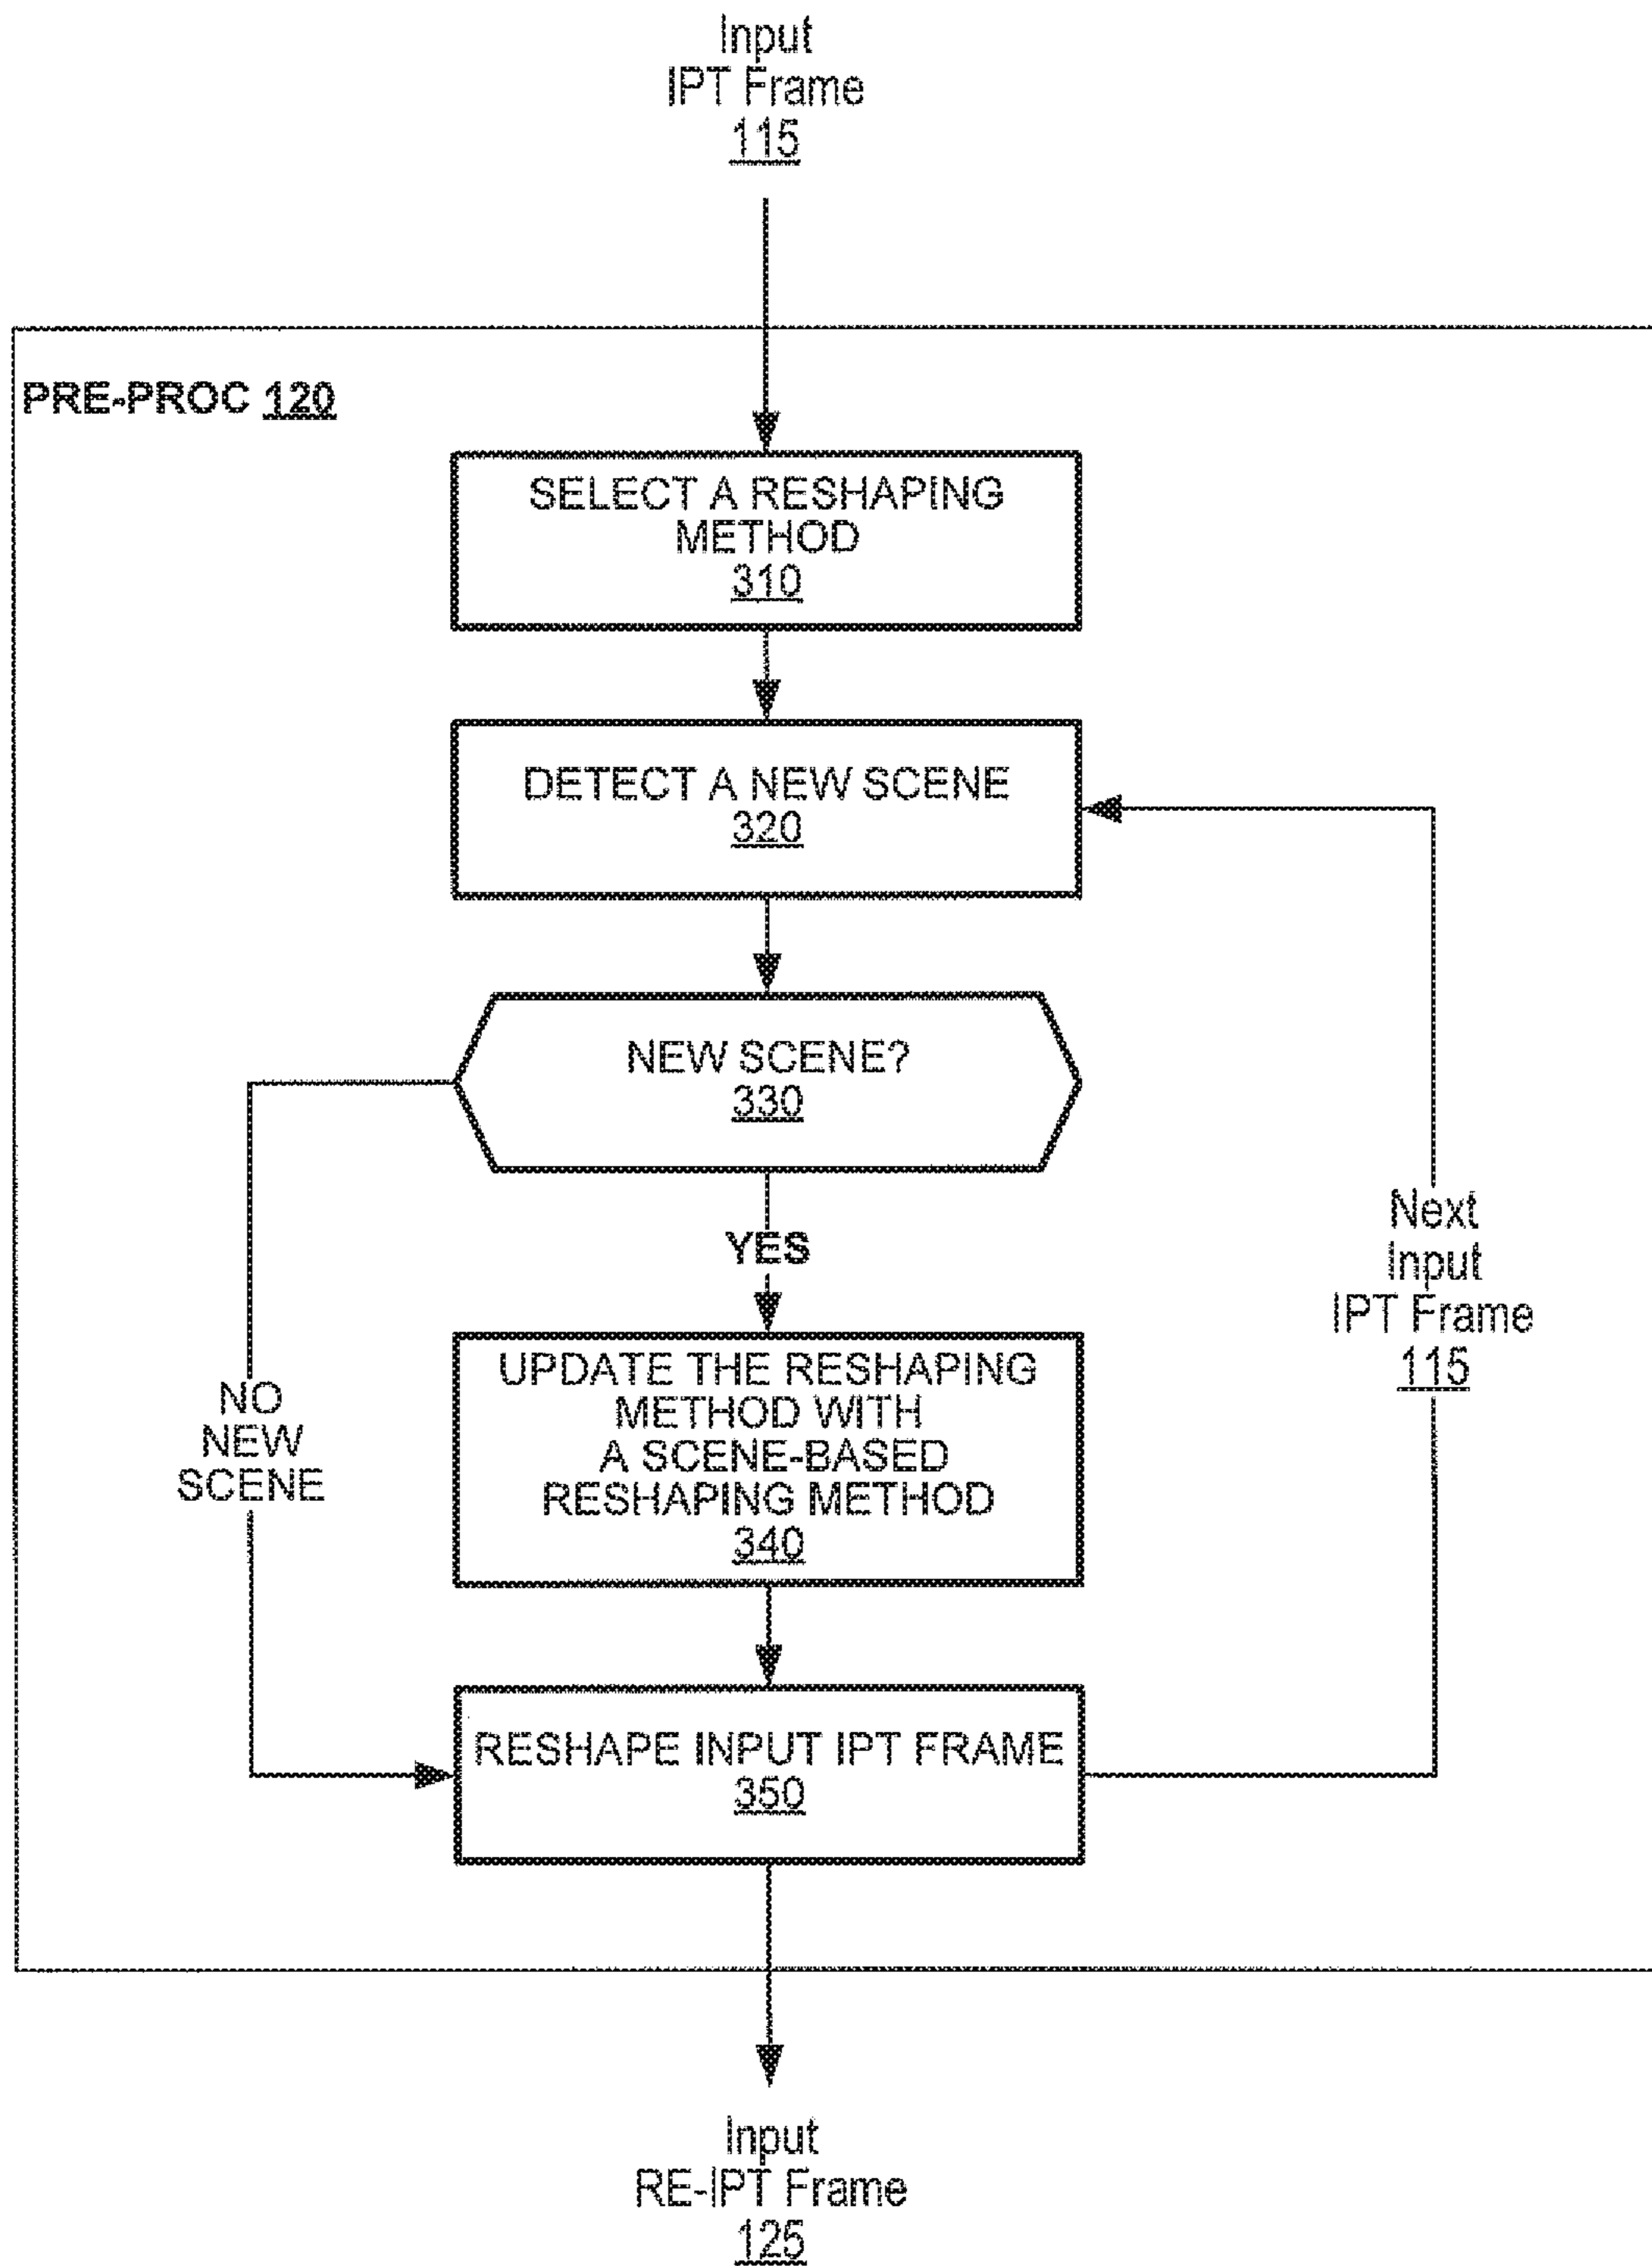 Input
IPT Frame
115
PRE-PROC 120
SELECT A RESHAPING
METHOD
310
DETECT A NEW SCENE
320
NEW SCENE?
330
YES
NO
NEW
SCENE
Next
Input
IPT Frame
115
UPDATE THE RESHAPING
METHOD WITH
A SCENE-BASED
RESHAPING METHOD
340
RESHAPE INPUT IPT FRAME
350
Input
RE-IPT Frame
125